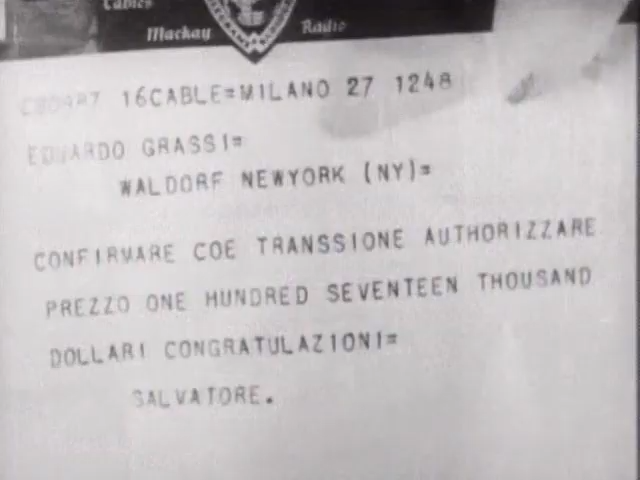 Cables
Mackay Radio
16CABLE=MILANO 27 1248
EDUARDO GRASSI=
WALDORF NEWYORK (NY)=
CONFIRMARE COE TRANSSIONE AUTHORIZZARE
PREZZO ONE HUNDRED SEVENTEEN THOUSAND
DOLLARI CONGRATULAZIONI=
SALVATORE.